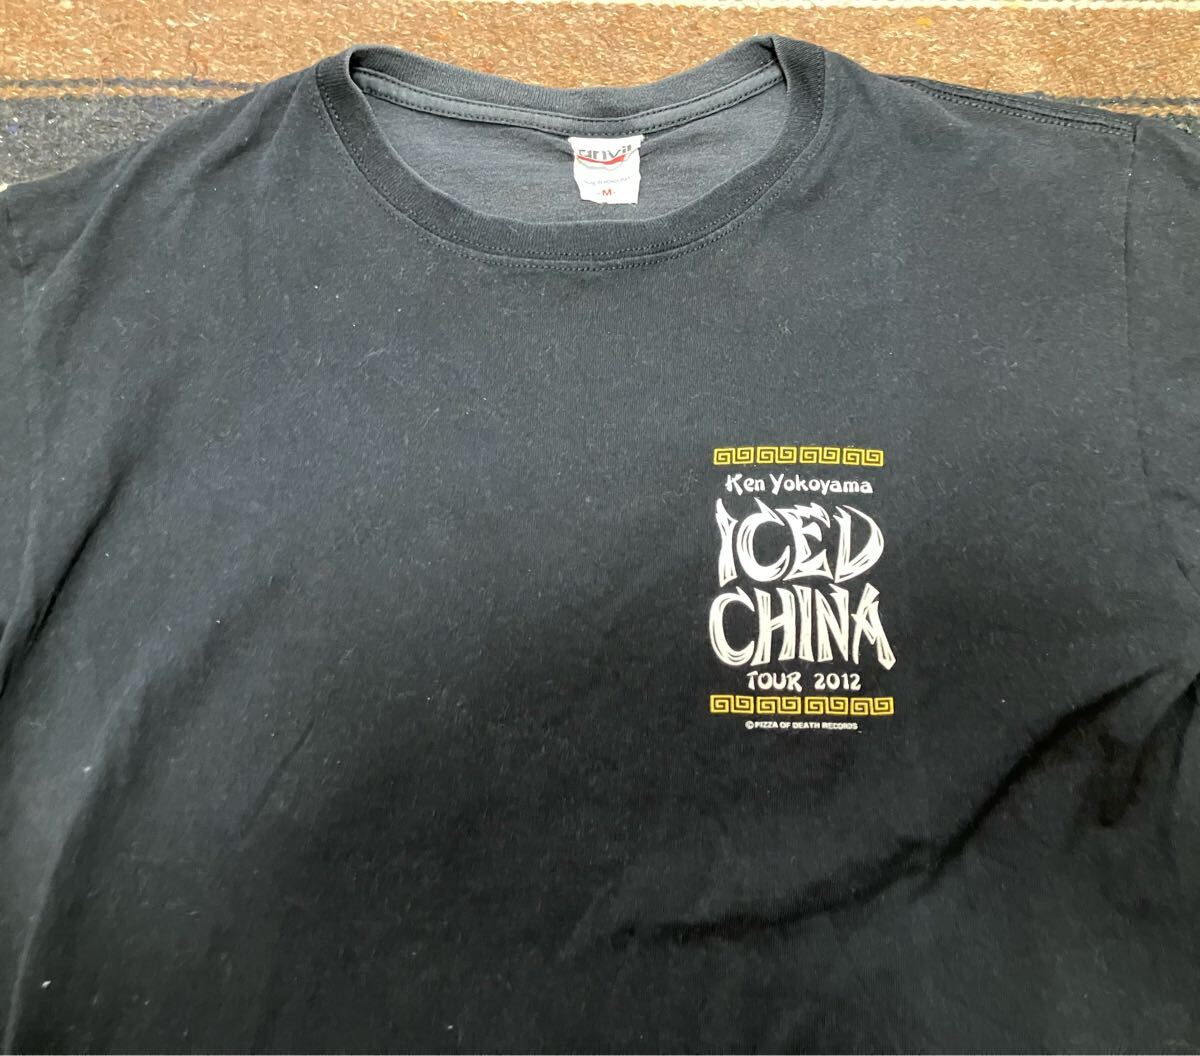 anvil
-M-
Ken Yokoyama
ICED
CHINA
TOUR 2012
© PIZZA OF DEATH RECORDS